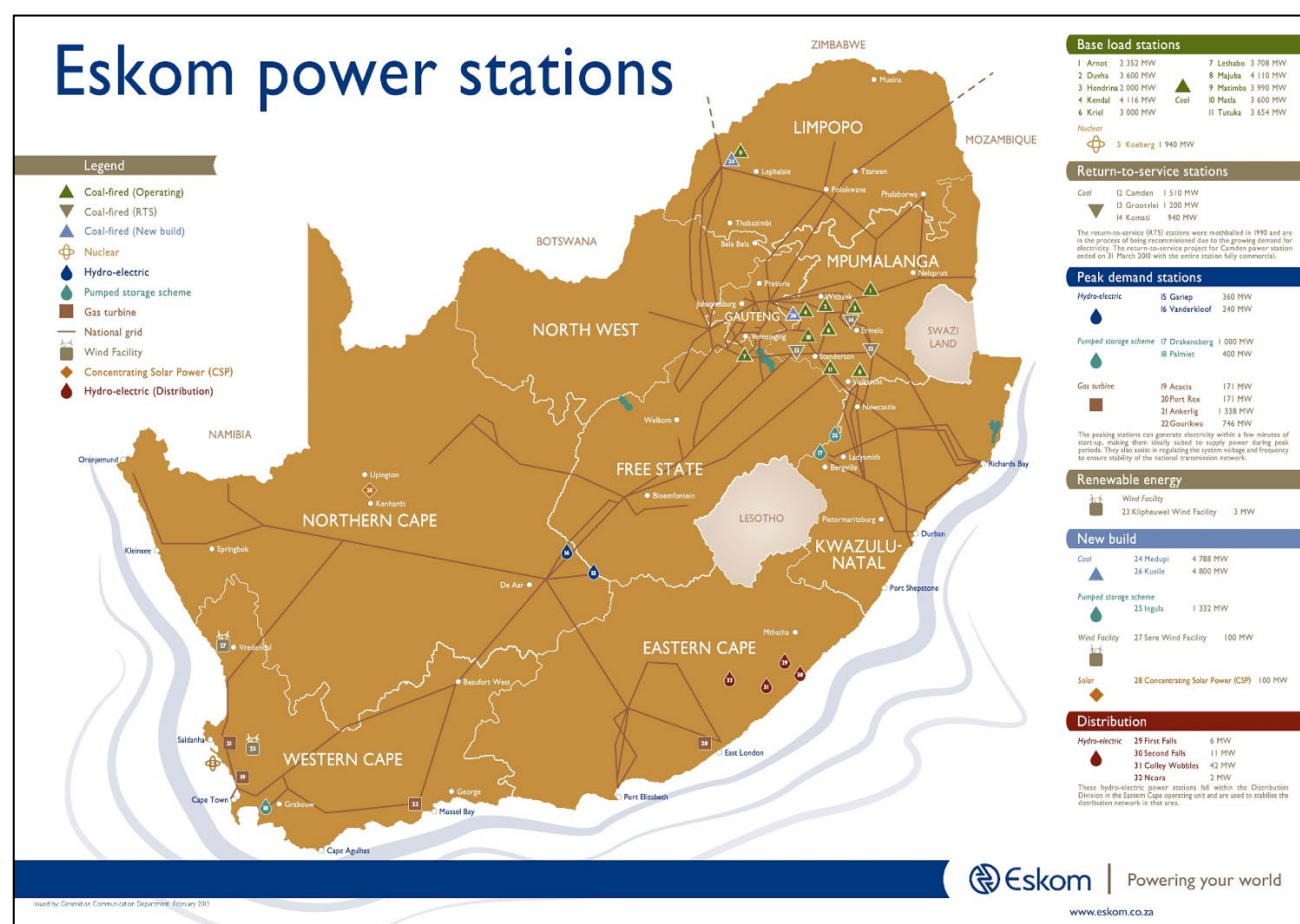 Eskom power stations
Legend
Coal-fired (Operating)
Coal-fired (RTS)
Coal-fired (New build)
Nuclear
Hydro-electric
Pumped storage scheme
Gas turbine
National grid
Wind Facility
Concentrating Solar Power (CSP)
Hydro-electric (Distribution)
ZIMBABWE
Musina
LIMPOPO
MOZAMBIQUE
9
24
Lephalale
Tzaneen
Polokwane
Phalaborwa
Thabazimbi
BOTSWANA
Bela Bela
MPUMALANGA
Nelspruit
Pretoria
Johannesburg
Witbank
GAUTENG
NORTH WEST
Ermelo
SWAZI
LAND
Vereeniging
Standerton
Volksrust
Newcastle
Welkom
NAMIBIA
Oranjemund
Upington
28
Kenhardt
NORTHERN CAPE
FREE STATE
Bloemfontein
Ladysmith
Bergville
Richards Bay
LESOTHO
Pietermaritzburg
KWAZULU-
NATAL
Durban
Kleinsee
Springbok
De Aar
Port Shepstone
Mthatha
EASTERN CAPE
27
Vredendal
Beaufort West
29
30
31
32
Saldanha
21
23
WESTERN CAPE
19
20
East London
Cape Town
18
Grabouw
22
George
Mossel Bay
Port Elizabeth
Cape Agulhas
Base load stations
1 Arnot 2 352 MW
2 Duvha 3 600 MW
3 Hendrina 2 000 MW
4 Kendal 4 116 MW
6 Kriel 3 000 MW
Coal
7 Lethabo 3 708 MW
8 Majuba 4 110 MW
9 Matimba 3 990 MW
10 Matla 3 600 MW
11 Tutuka 3 654 MW
Nuclear
5 Koeberg 1 940 MW
Return-to-service stations
Coal 12 Camden 1 510 MW
13 Grootvlei 1 200 MW
14 Komati 940 MW
The return-to-service (RTS) stations were mothballed in 1990 and are
in the process of being recommissioned due to the growing demand for
electricity. The return-to-service project for Camden power station
ended on 31 March 2010 with the entire station fully commercial.
Peak demand stations
Hydro-electric 15 Gariep 360 MW
16 Vanderkloof 240 MW
Pumped storage scheme 17 Drakensberg 1 000 MW
18 Palmiet 400 MW
Gas turbine 19 Acacia 171 MW
20 Port Rex 171 MW
21 Ankerlig 1 338 MW
22 Gourikwa 746 MW
The peaking stations can generate electricity within a few minutes of
start-up, making them ideally suited to supply power during peak
periods. They also assist in regulating the system voltage and frequency
to ensure stability of the national transmission network.
Renewable energy
Wind Facility
23 Klipheuwel Wind Facility 3 MW
New build
Coal 24 Medupi 4 788 MW
26 Kusile 4 800 MW
Pumped storage scheme
25 Ingula 1 332 MW
Wind Facility 27 Sere Wind Facility 100 MW
Solar 28 Concentrating Solar Power (CSP) 100 MW
Distribution
Hydro-electric 29 First Falls 6 MW
30 Second Falls 11 MW
31 Colley Wobbles 42 MW
32 Ncora 2 MW
These hydro-electric power stations fall within the Distribution
Division in the Eastern Cape operating unit and are used to stabilise the
distribution network in that area.
Eskom
Powering your world
www.eskom.co.za
Issued by: Generation Communication Department February 2013